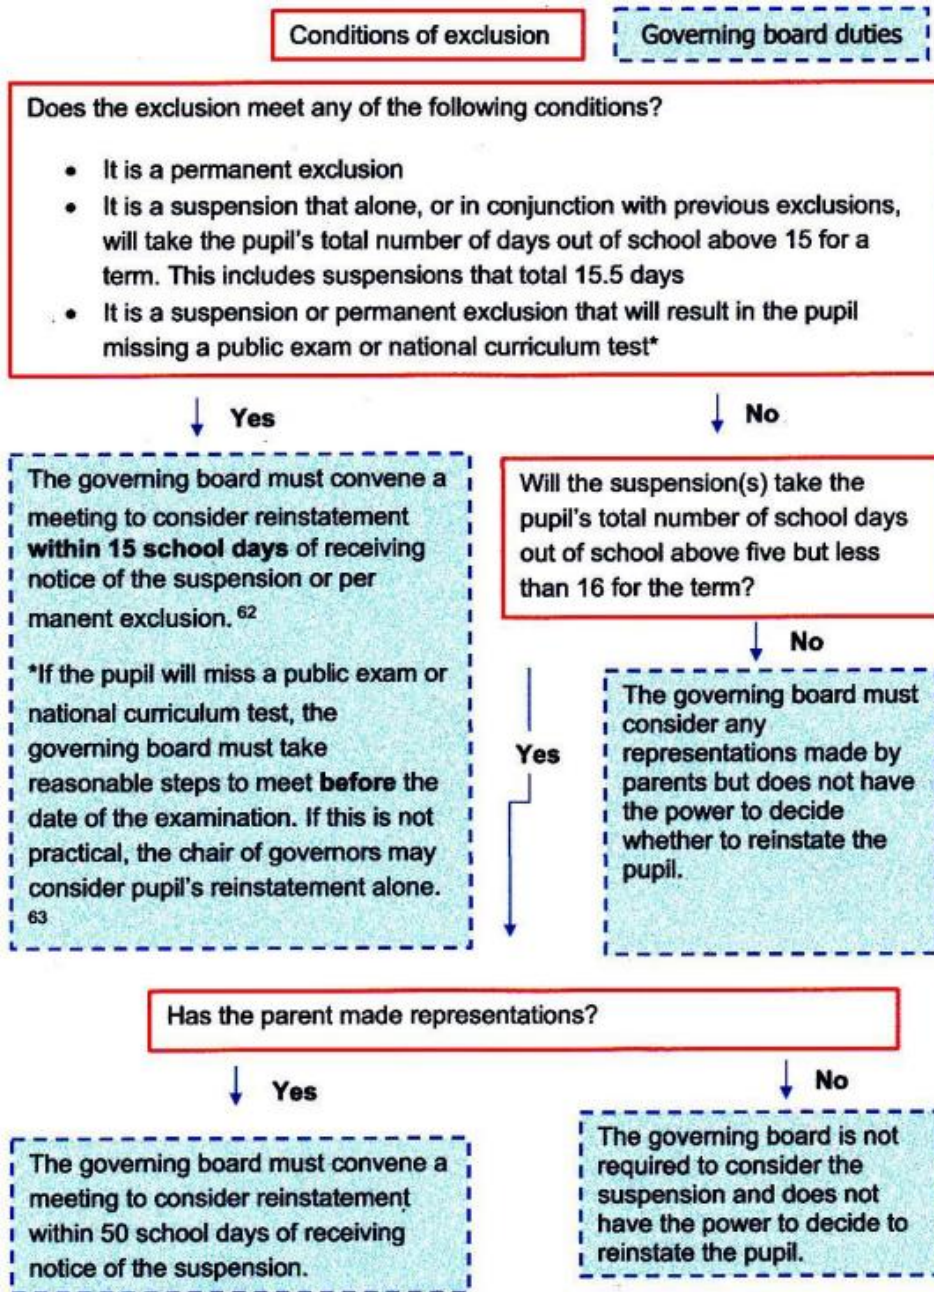 Conditions of exclusion
Governing board duties
Does the exclusion meet any of the following conditions?
• It is a permanent exclusion
• It is a suspension that alone, or in conjunction with previous exclusions,
will take the pupil's total number of days out of school above 15 for a
term. This includes suspensions that total 15.5 days
• It is a suspension or permanent exclusion that will result in the pupil
missing a public exam or national curriculum test*
Yes
No
The governing board must convene a
meeting to consider reinstatement
within 15 school days of receiving
notice of the suspension or per
manent exclusion. 62
*If the pupil will miss a public exam or
national curriculum test, the
governing board must take
reasonable steps to meet before the
date of the examination. If this is not
practical, the chair of governors may
consider pupil's reinstatement alone.
63
Will the suspension(s) take the
pupil's total number of school days
out of school above five but less
than 16 for the term?
No
Yes
The governing board must
consider any
representations made by
parents but does not have
the power to decide
whether to reinstate the
pupil.
Has the parent made representations?
Yes
No
The governing board must convene a
meeting to consider reinstatement
within 50 school days of receiving
notice of the suspension.
The governing board is not
required to consider the
suspension and does not
have the power to decide to
reinstate the pupil.